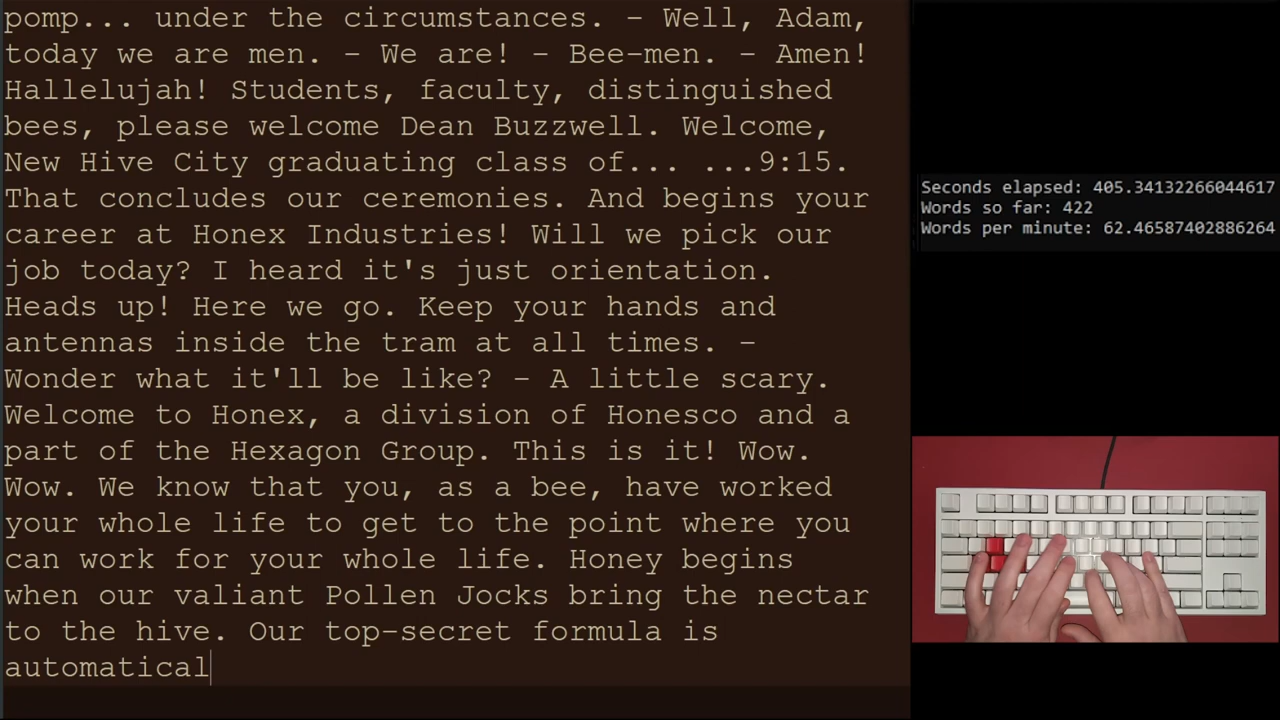 pomp... under the circumstances. - Well, Adam,
today we are men. - We are! - Bee-men. - Amen!
Hallelujah! Students, faculty, distinguished
bees, please welcome Dean Buzzwell. Welcome,
New Hive City graduating class of... ...9:15.
That concludes our ceremonies. And begins your
career at Honex Industries! Will we pick our
job today? I heard it's just orientation.
Heads up! Here we go. Keep your hands and
antennas inside the tram at all times. -
Wonder what it'll be like? - A little scary.
Welcome to Honex, a division of Honesco and a
part of the Hexagon Group. This is it! Wow.
Wow. We know that you, as a bee, have worked
your whole life to get to the point where you
can work for your whole life. Honey begins
when our valiant Pollen Jocks bring the nectar
to the hive. Our top-secret formula is
automatical
Seconds elapsed: 405.34132266044617
Words so far: 422
Words per minute: 62.46587402886264